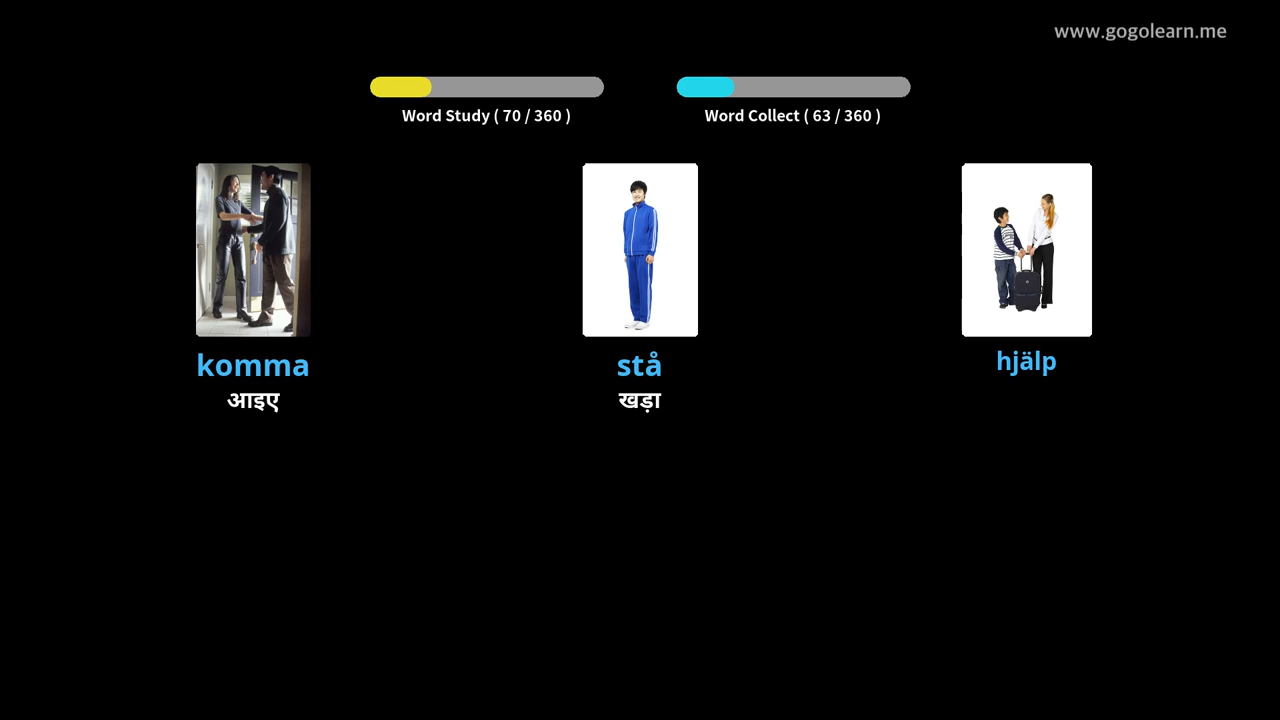 www.gogolearn.me
Word Study ( 70 / 360 )
Word Collect ( 63 / 360 )
komma
आइए
stå
खड़ा
hjälp